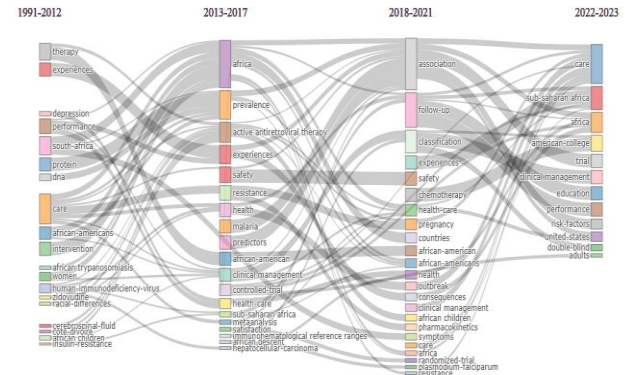 1991-2012
2013-2017
2018-2021
2022-2023
therapy
experiences
depression
performance
south-africa
protein
dna
care
african-americans
intervention
african trypanosomiasis
women
human-immunodeficiency-virus
zidovudine
racial-differences
cerebrospinal-fluid
cote-divoire
african children
insulin-resistance
africa
prevalence
active antiretroviral therapy
experiences
safety
resistance
health
malaria
predictors
african-american
clinical management
controlled-trial
health-care
sub-saharan africa
metaanalysis
satisfaction
immunohematological reference ranges
african descent
hepatocellular-carcinoma
association
follow-up
classification
experiences
safety
chemotherapy
health-care
pregnancy
countries
african-american
african-americans
health
outbreak
consequences
clinical management
african children
pharmacokinetics
symptoms
care
africa
randomized-trial
plasmodium-falciparum
resistance
care
sub-saharan africa
africa
american-college
trial
clinical management
education
performance
risk-factors
united-states
double-blind
adults